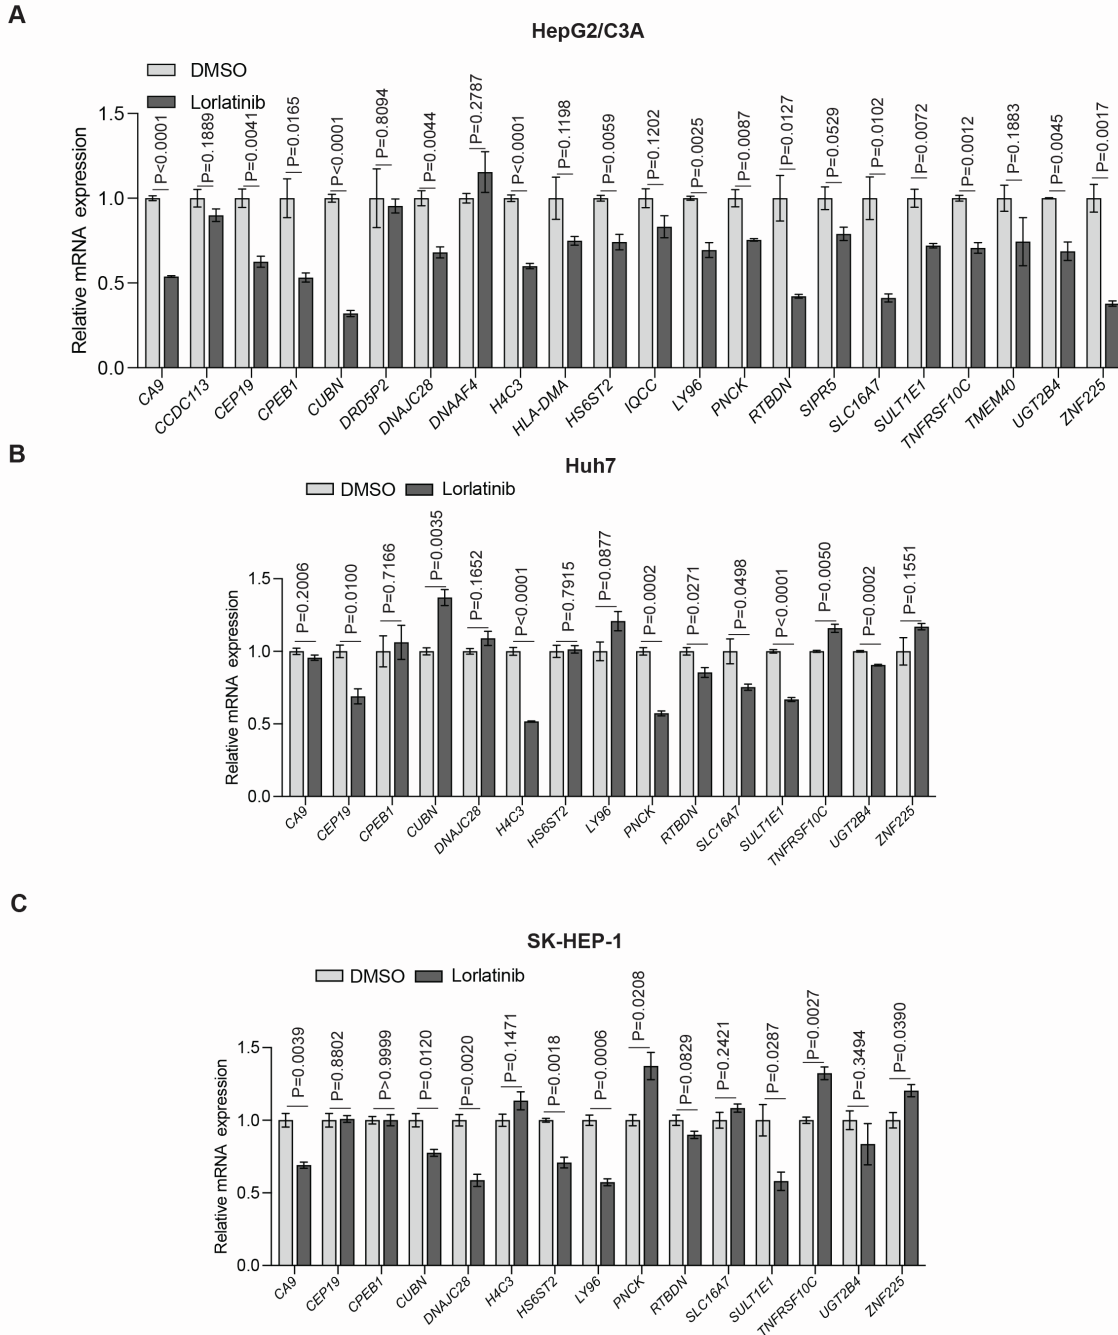 A
HepG2/C3A
DMSO
Lorlatinib
Relative mRNA expression
1.5
1.0
0.5
0.0
P<0.0001
P=0.1889
P=0.0041
P=0.0165
P<0.0001
P=0.8094
P=0.0044
P=0.2787
P<0.0001
P=0.1198
P=0.0059
P=0.1202
P=0.0025
P=0.0087
P=0.0127
P=0.0529
P=0.0102
P=0.0072
P=0.0012
P=0.1883
P=0.0045
P=0.0017
CA9
CCDC113
CEP19
CPEB1
CUBN
DRD5P2
DNAJC28
DNAAF4
H4C3
HLA-DMA
HS6ST2
IQCC
LY96
PNCK
RTBDN
SIPR5
SLC16A7
SULT1E1
TNFRSF10C
TMEM40
UGT2B4
ZNF225
B
Huh7
DMSO Lorlatinib
Relative mRNA expression
1.5
1.0
0.5
0.0
P=0.2006
P=0.0100
P=0.7166
P=0.0035
P=0.1652
P<0.0001
P=0.7915
P=0.0877
P=0.0002
P=0.0271
P=0.0498
P<0.0001
P=0.0050
P=0.0002
P=0.1551
CA9
CEP19
CPEB1
CUBN
DNAJC28
H4C3
HS6ST2
LY96
PNCK
RTBDN
SLC16A7
SULT1E1
TNFRSF10C
UGT2B4
ZNF225
C
SK-HEP-1
DMSO Lorlatinib
Relative mRNA expression
1.5
1.0
0.5
0.0
P=0.0039
P=0.8802
P>0.9999
P=0.0120
P=0.0020
P=0.1471
P=0.0018
P=0.0006
P=0.0208
P=0.0829
P=0.2421
P=0.0287
P=0.0027
P=0.3494
P=0.0390
CA9
CEP19
CPEB1
CUBN
DNAJC28
H4C3
HS6ST2
LY96
PNCK
RTBDN
SLC16A7
SULT1E1
TNFRSF10C
UGT2B4
ZNF225